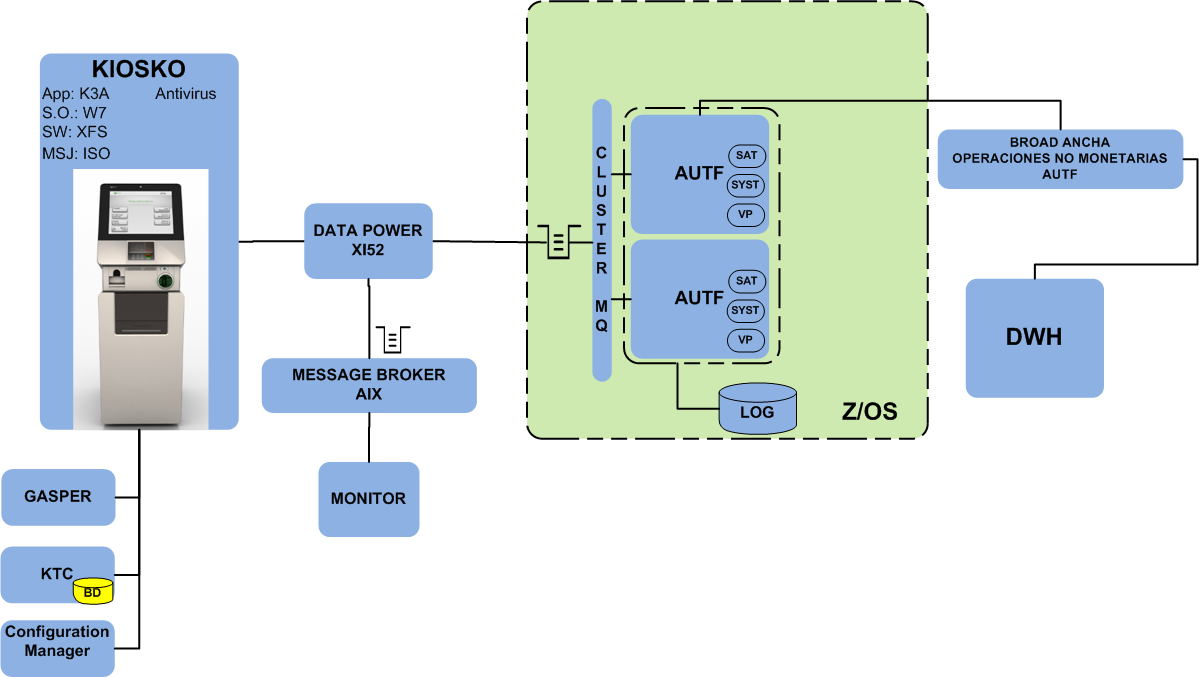 KIOSKO
App: K3A Antivirus
S.O.: W7
SW: XFS
MSJ: ISO
DATA POWER
XI52
MESSAGE BROKER
AIX
MONITOR
GASPER
KTC
BD
Configuration
Manager
CLUSTER MQ
AUTF
SAT
SYST
VP
AUTF
SAT
SYST
VP
LOG
Z/OS
BROAD ANCHA
OPERACIONES NO MONETARIAS
AUTF
DWH